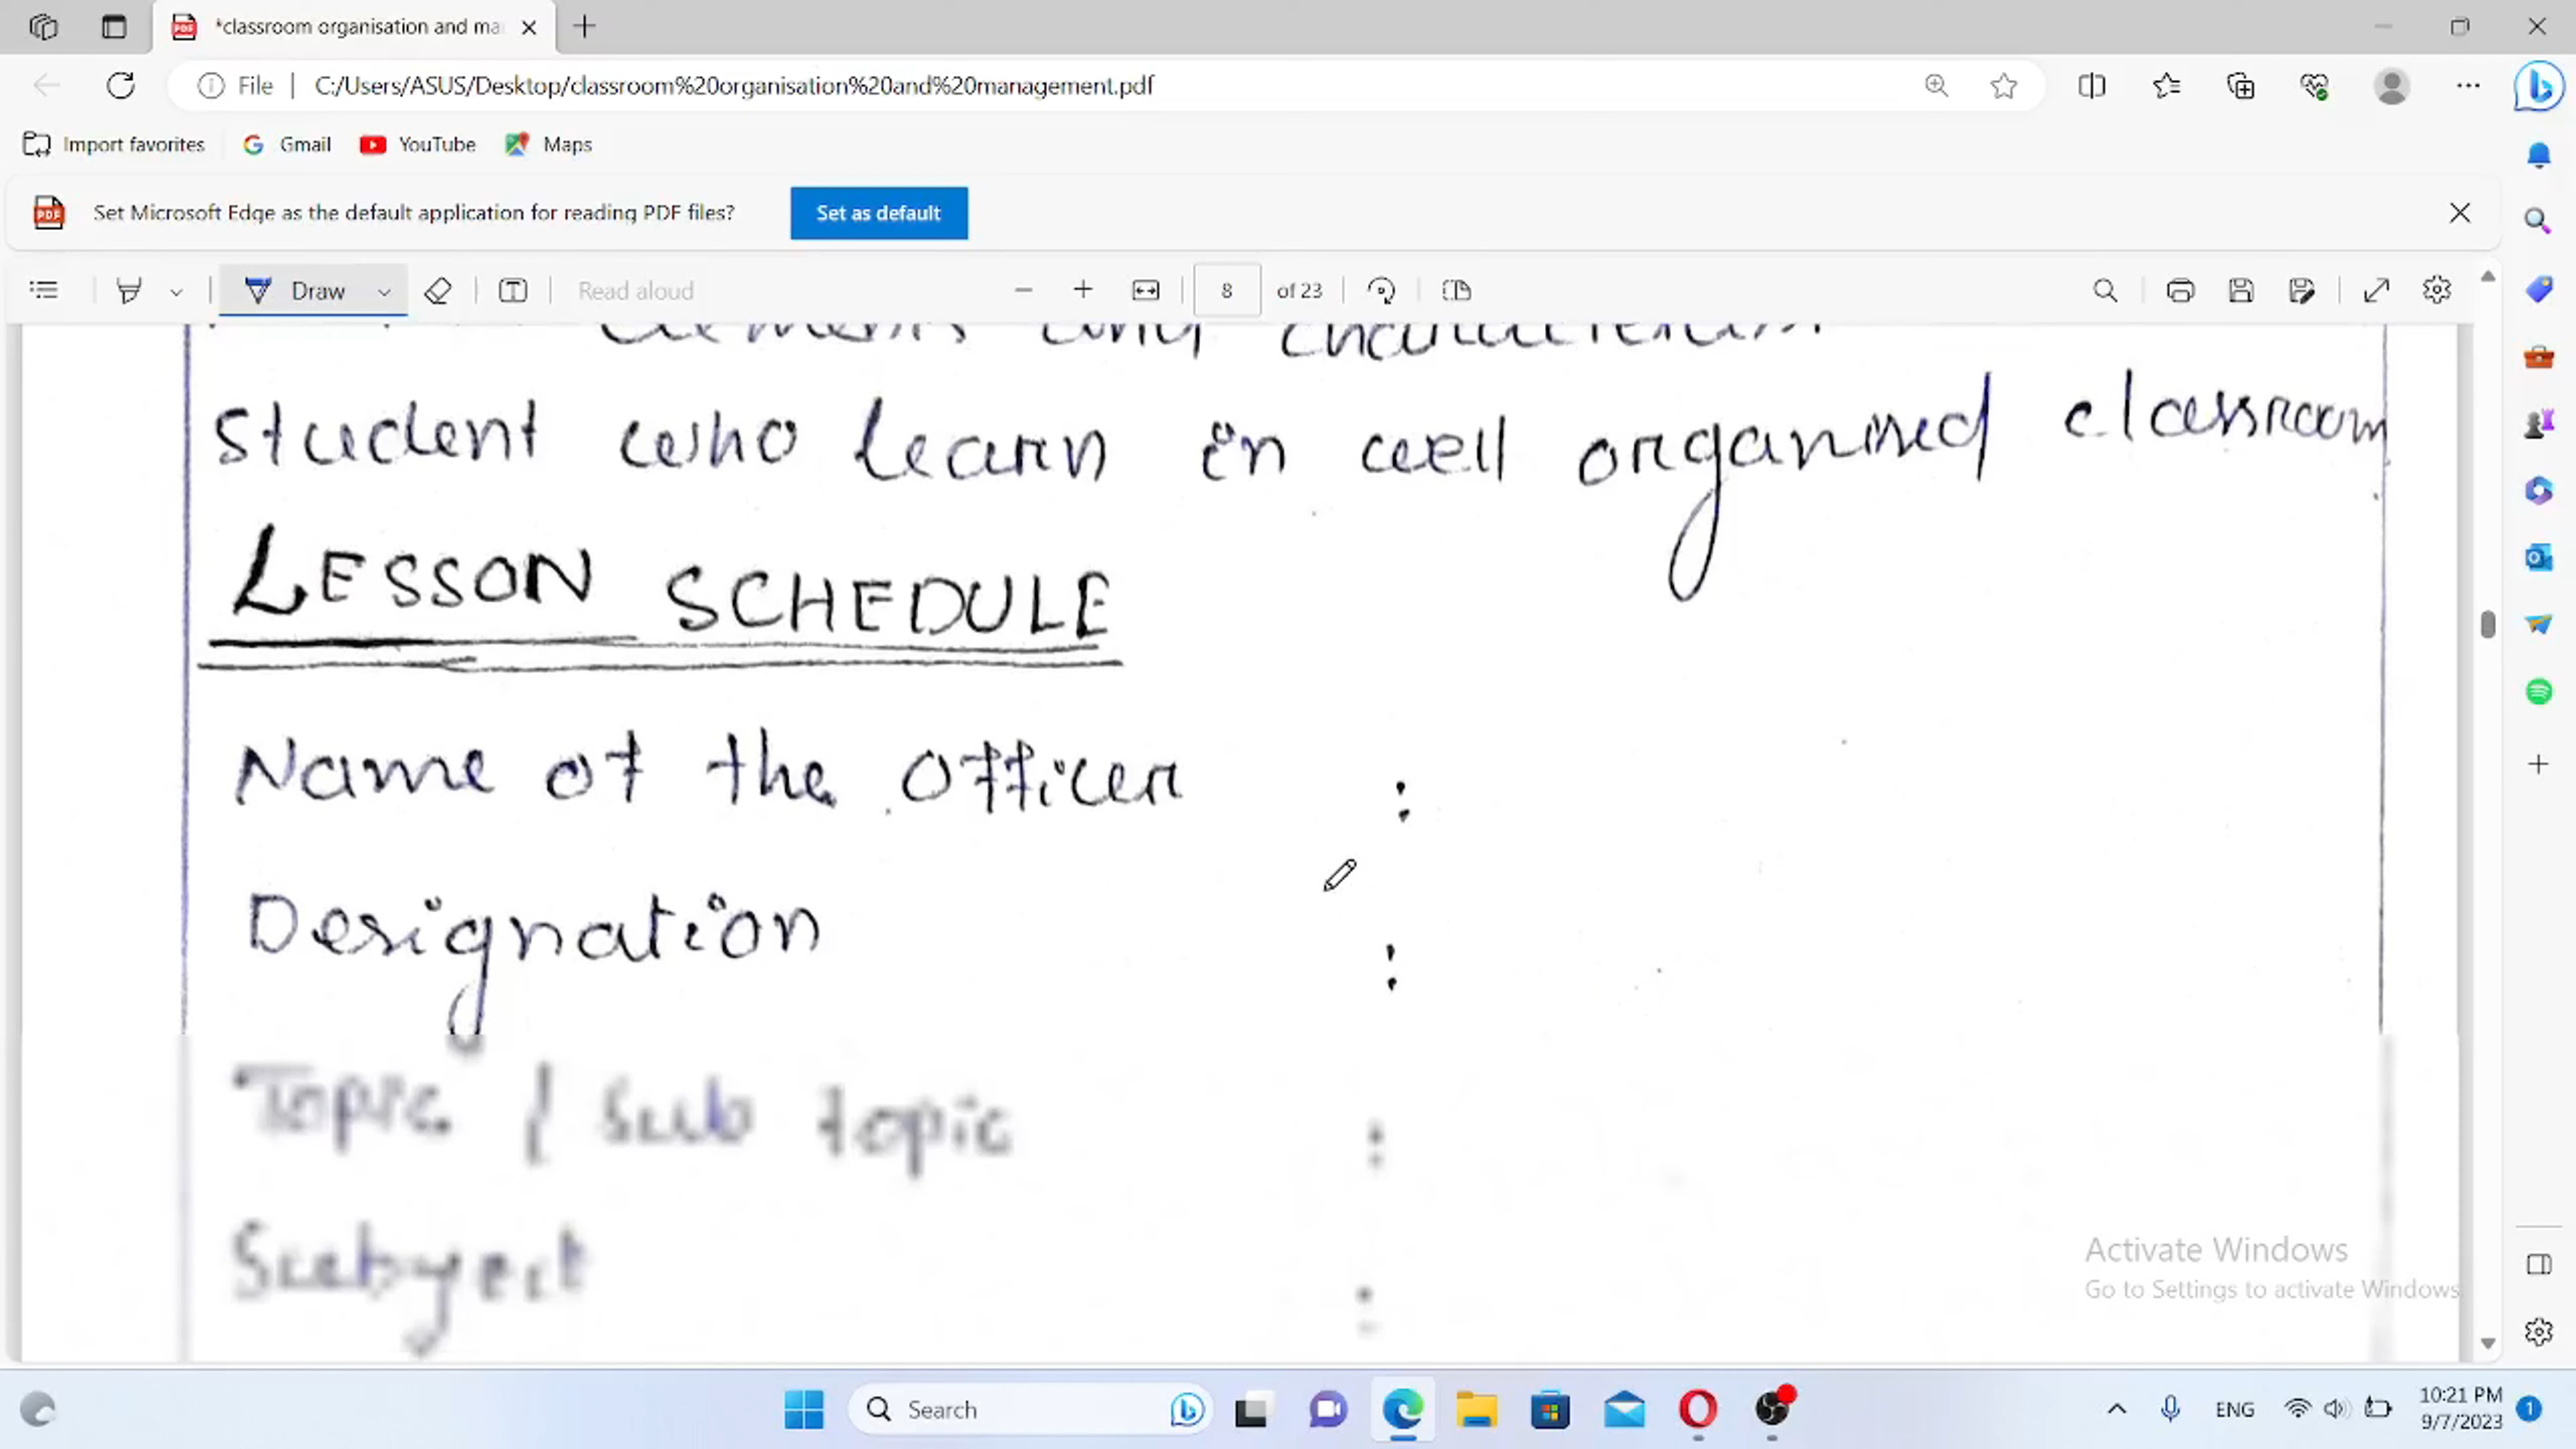 *classroom organisation and ma
File | C:/Users/ASUS/Desktop/classroom%20organisation%20and%20management.pdf
Import favorites Gmail YouTube Maps
Set Microsoft Edge as the default application for reading PDF files? Set as default
Draw Read aloud 8 of 23
student who learn in well organised classroom
LESSON SCHEDULE
Name of the Officer :
Designation :
Topic / Sub topic :
Subject :
Activate Windows
Go to Settings to activate Windows.
Search ENG 10:21 PM
9/7/2023 1